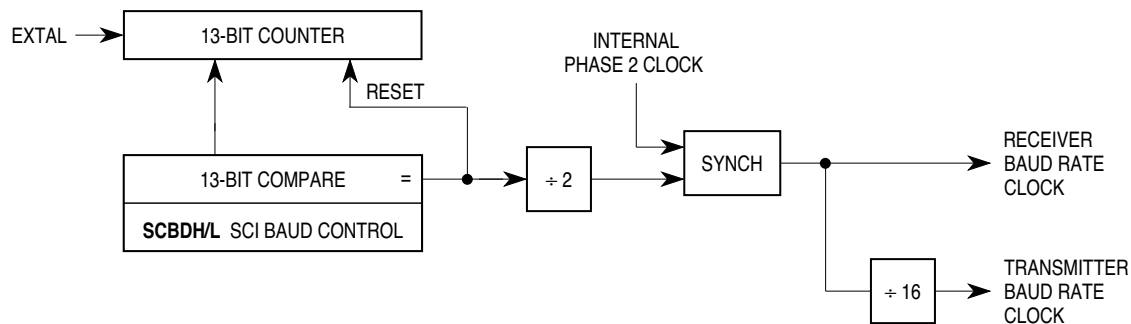 EXTAL
13-BIT COUNTER
INTERNAL
PHASE 2 CLOCK
RESET
13-BIT COMPARE =
SCBDH/L SCI BAUD CONTROL
÷ 2
SYNCH
RECEIVER
BAUD RATE
CLOCK
÷ 16
TRANSMITTER
BAUD RATE
CLOCK